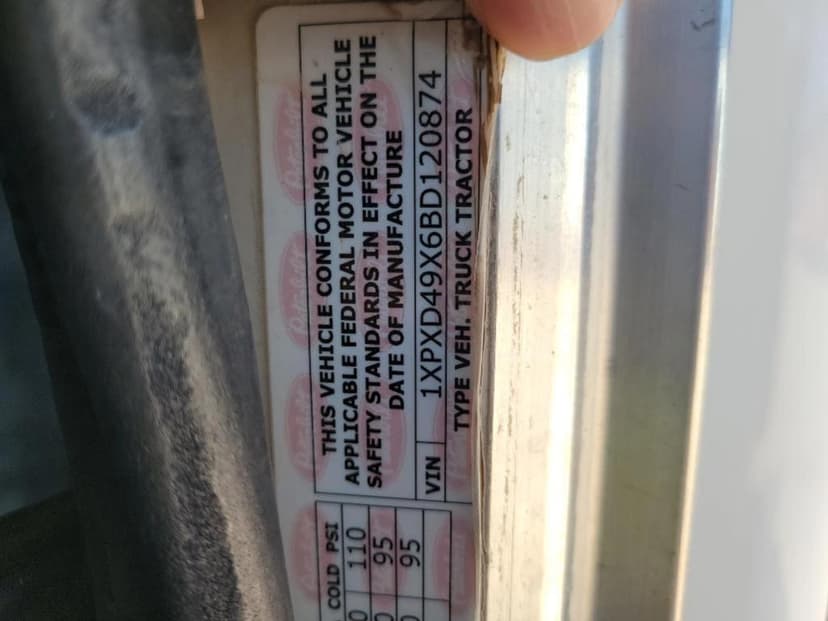 THIS VEHICLE CONFORMS TO ALL
APPLICABLE FEDERAL MOTOR VEHICLE
SAFETY STANDARDS IN EFFECT ON THE
DATE OF MANUFACTURE
VIN 1XPXD49X6BD120874
TYPE VEH. TRUCK TRACTOR
COLD PSI
110
95
95